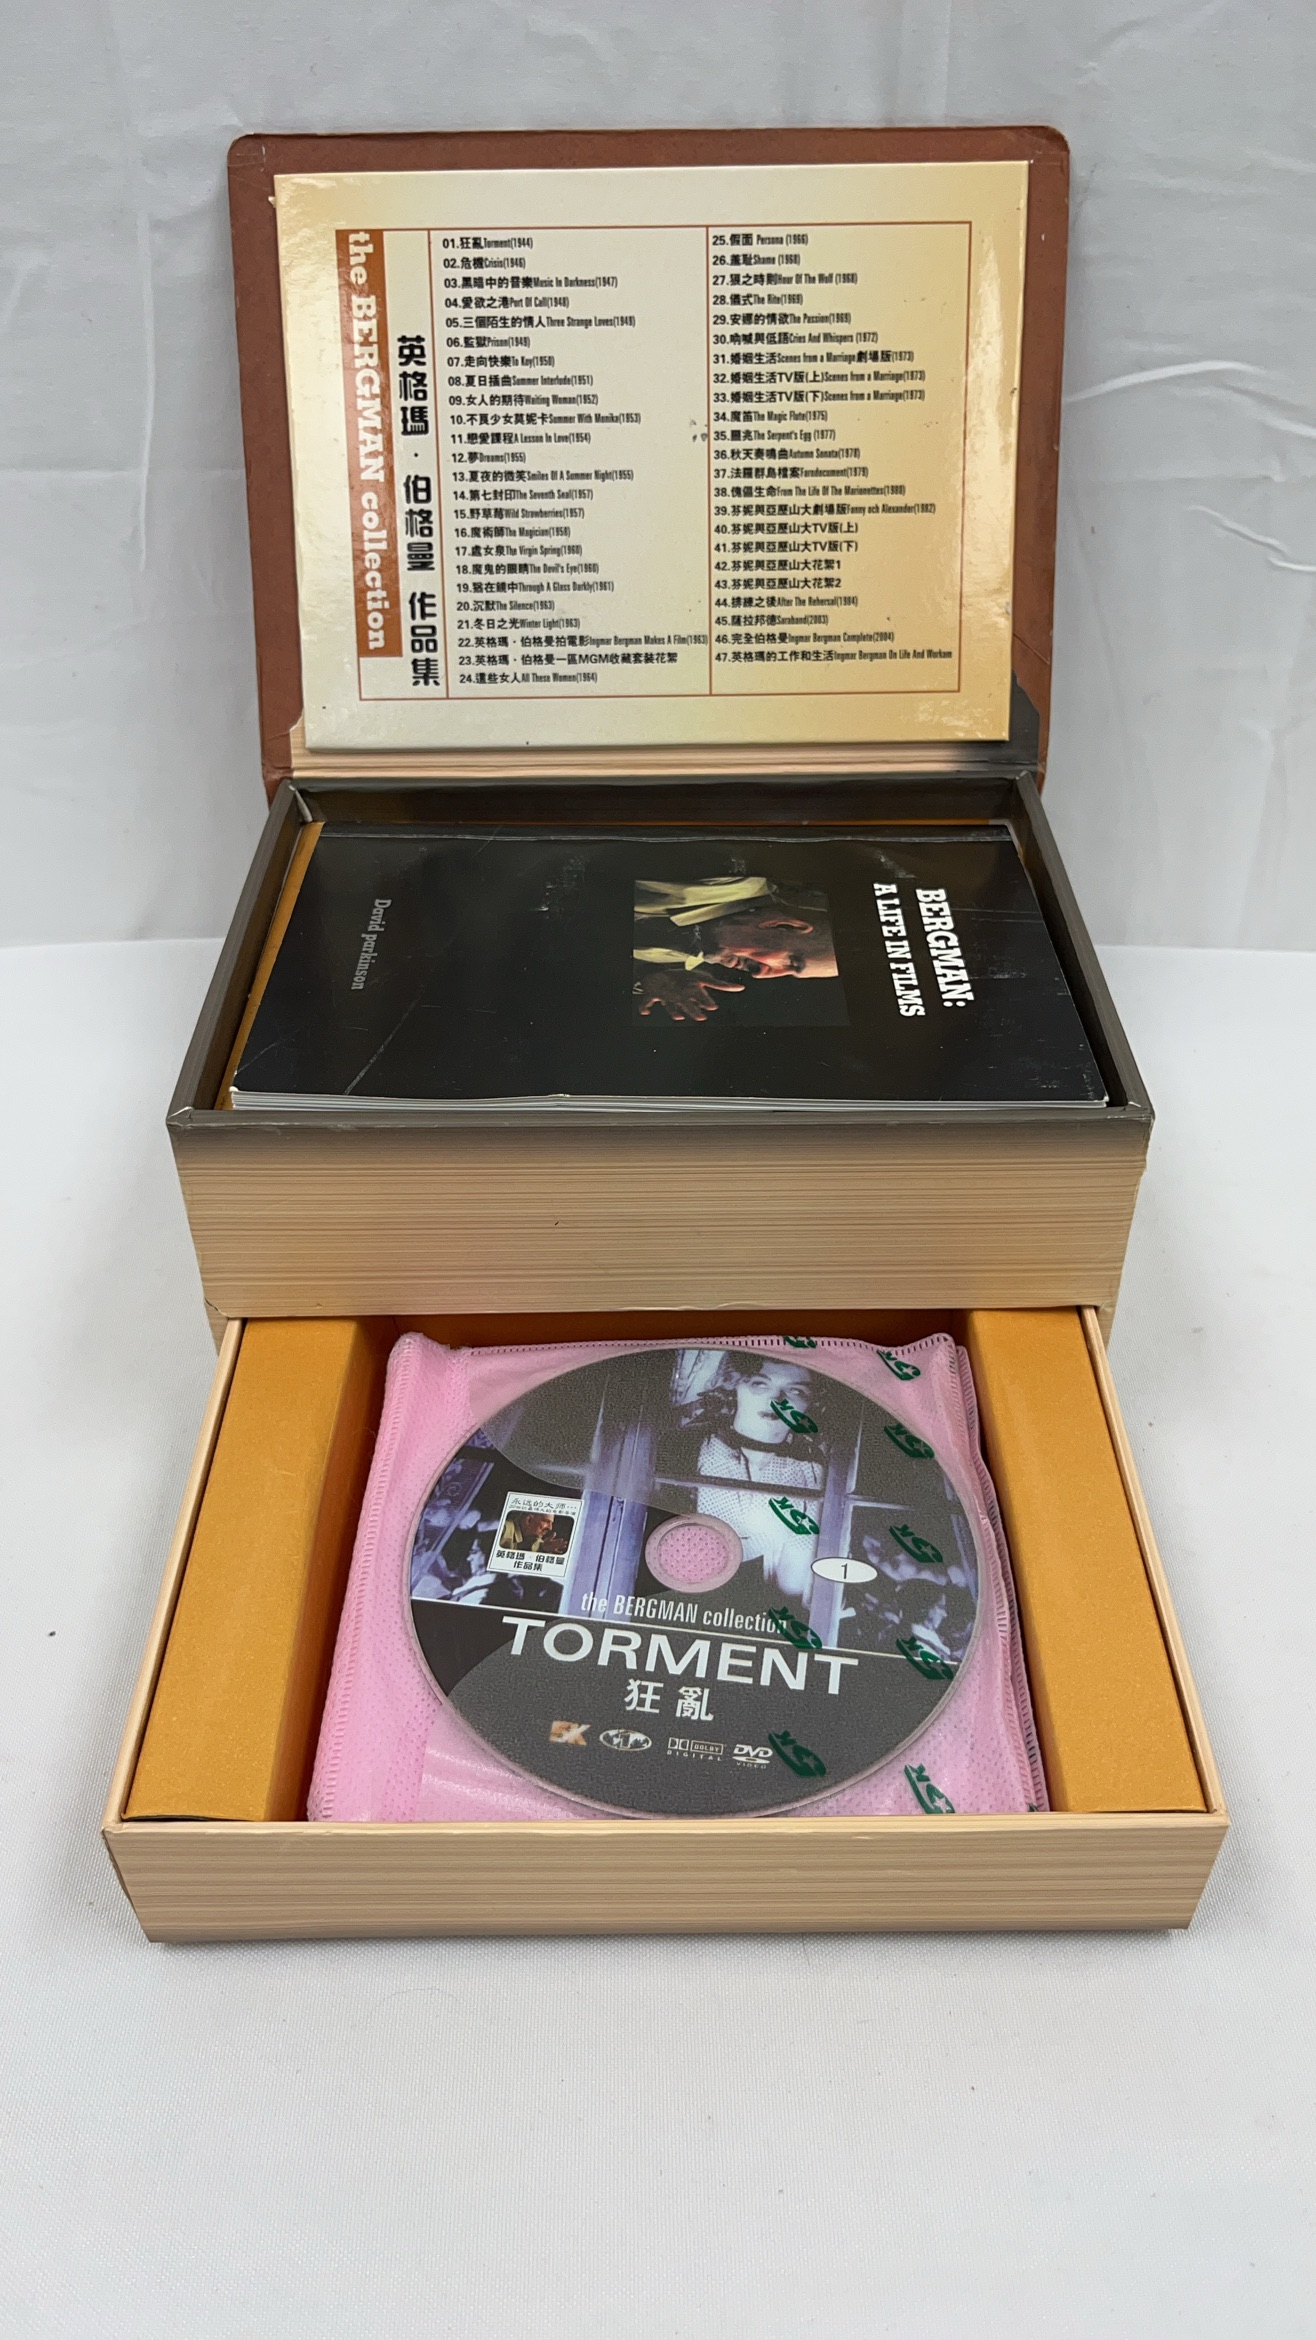 the BERGMAN collection
英格瑪·伯格曼 作品集
01.狂亂Torment(1944)
02.危機Crisis(1946)
03.黑暗中的音樂Music In Darkness(1947)
04.愛欲之港Port Of Call(1948)
05.三個陌生的情人Three Strange Loves(1949)
06.監獄Prison(1949)
07.走向快樂To Koy(1950)
08.夏日插曲Summer Interlude(1951)
09.女人的期待Waiting Woman(1952)
10.不良少女莫妮卡Summer With Monika(1953)
11.戀愛課程A Lesson In Love(1954)
12.夢Dreams(1955)
13.夏夜的微笑Smiles Of A Summer Night(1955)
14.第七封印The Seventh Seal(1957)
15.野草莓Wild Strawberries(1957)
16.魔術師The Magician(1958)
17.處女泉The Virgin Spring(1960)
18.魔鬼的眼睛The Devil's Eye(1960)
19.猶在鏡中Through A Glass Darkly(1961)
20.沉默The Silence(1963)
21.冬日之光Winter Light(1963)
22.英格瑪·伯格曼拍電影Ingmar Bergman Makes A Film(1963)
23.英格瑪·伯格曼一區MGM收藏套裝花絮
24.這些女人All These Women(1964)
25.假面 Persona (1966)
26.羞恥Shame (1968)
27.狼之時刻Hour Of The Wolf (1968)
28.儀式The Rite(1969)
29.安娜的情欲The Passion(1969)
30.吶喊與低語Cries And Whispers (1972)
31.婚姻生活Scenes from a Marriage劇場版(1973)
32.婚姻生活TV版(上)Scenes from a Marriage(1973)
33.婚姻生活TV版(下)Scenes from a Marriage(1973)
34.魔笛The Magic Flute(1975)
35.圖兆The Serpent's Egg (1977)
36.秋天奏鳴曲Autumn Sonata(1978)
37.法羅群島檔案Farodocument(1979)
38.傀儡生命From The Life Of The Marionettes(1980)
39.芬妮與亞歷山大劇場版Fanny och Alexander(1982)
40.芬妮與亞歷山大TV版(上)
41.芬妮與亞歷山大TV版(下)
42.芬妮與亞歷山大花絮1
43.芬妮與亞歷山大花絮2
44.排練之後After The Rehersal(1984)
45.薩拉邦德Saraband(2003)
46.完全伯格曼Ingmar Bergman Complete(2004)
47.英格瑪的工作和生活Ingmar Bergman On Life And Workam
BERGMAN:
A LIFE IN FILMS
David parkinson
永远的大师…
英格瑪·伯格曼
作品集
1
the BERGMAN collection
TORMENT
狂亂
DOLBY
DIGITAL
DVD
VIDEO